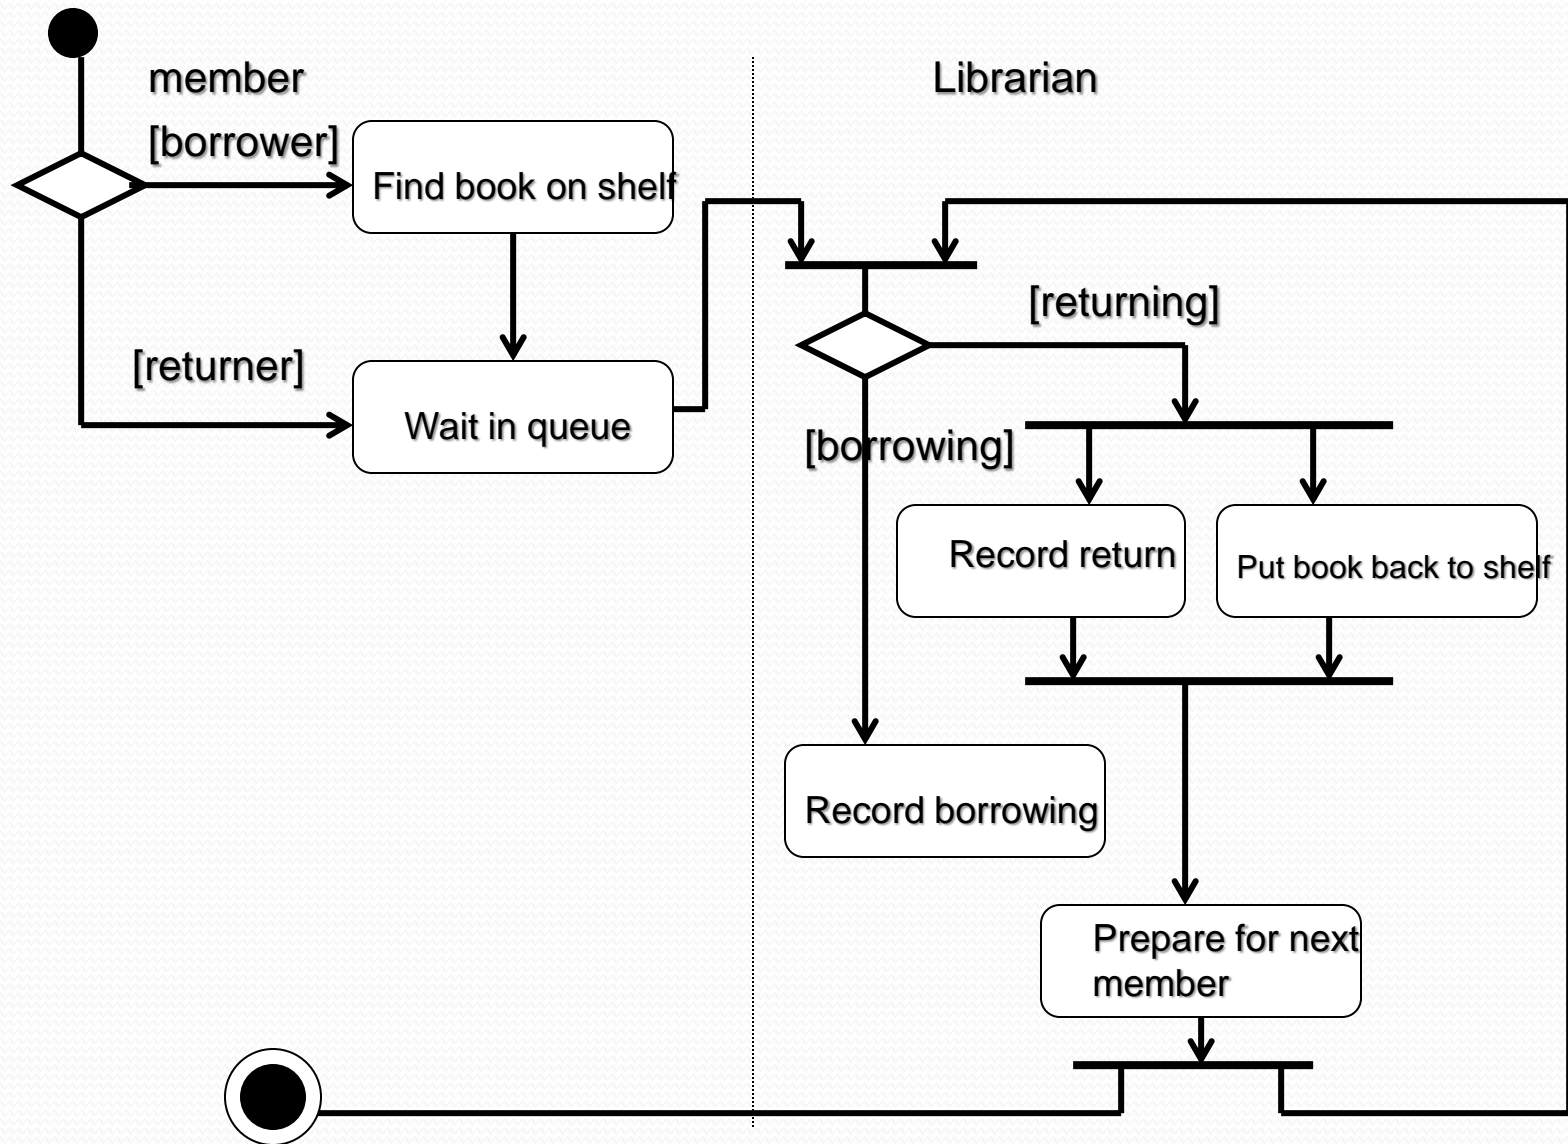 member
Librarian
[borrower]
Find book on shelf
[returning]
[returner]
Wait in queue
[borrowing]
Record return
Put book back to shelf
Record borrowing
Prepare for next
member